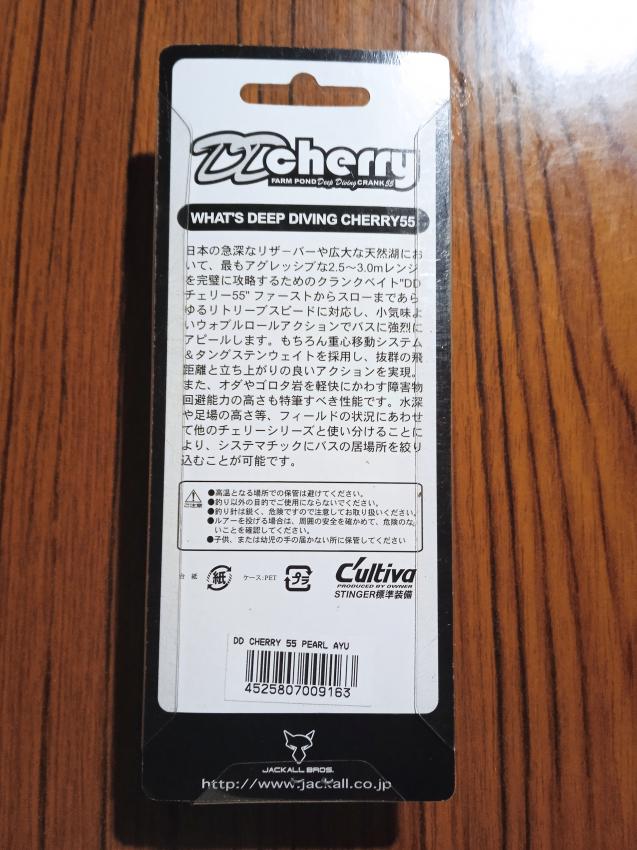 DDcherry
FARM POND Deep Diving CRANK 55
WHAT'S DEEP DIVING CHERRY55
日本の急深なリザーバーや広大な天然湖にお
いて、最もアグレッシブな2.5～3.0mレンジ
を完璧に攻略するためのクランクベイト"DD
チェリー55" ファーストからスローまであら
ゆるリトリーブスピードに対応し、小気味よ
いウォブルロールアクションでバスに強烈に
アピールします。もちろん重心移動システム
＆タングステンウェイトを採用し、抜群の飛
距離と立ち上がりの良いアクションを実現。
また、オダやゴロタ岩を軽快にかわす障害物
回避能力の高さも特筆すべき性能です。水深
や足場の高さ等、フィールドの状況にあわせ
て他のチェリーシリーズと使い分けることに
より、システマチックにバスの居場所を絞り
込むことが可能です。
ご注意
●高温となる場所での保管は避けてください。
●釣り以外の目的でご使用にならないでください。
●釣り針は鋭く、危険ですので注意してお取り扱いください。
●ルアーを投げる場合は、周囲の安全を確かめて、危険のな
いことを確認してください。
●子供、または幼児の手の届かない所に保管してください
台 紙 紙 ケース:PET プラ
C'ultiva
PRODUCED BY OWNER
STINGER標準装備
DD CHERRY 55 PEARL AYU
4525807009163
JACKALL BROS.
http://www.jackall.co.jp